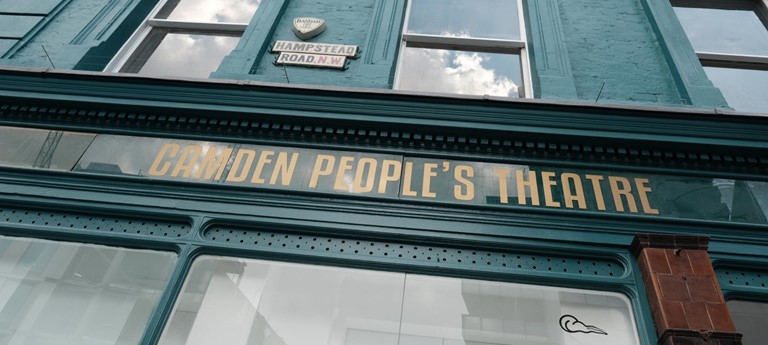 HAMPSTEAD
ROAD, N.W.
CAMDEN PEOPLE'S THEATRE